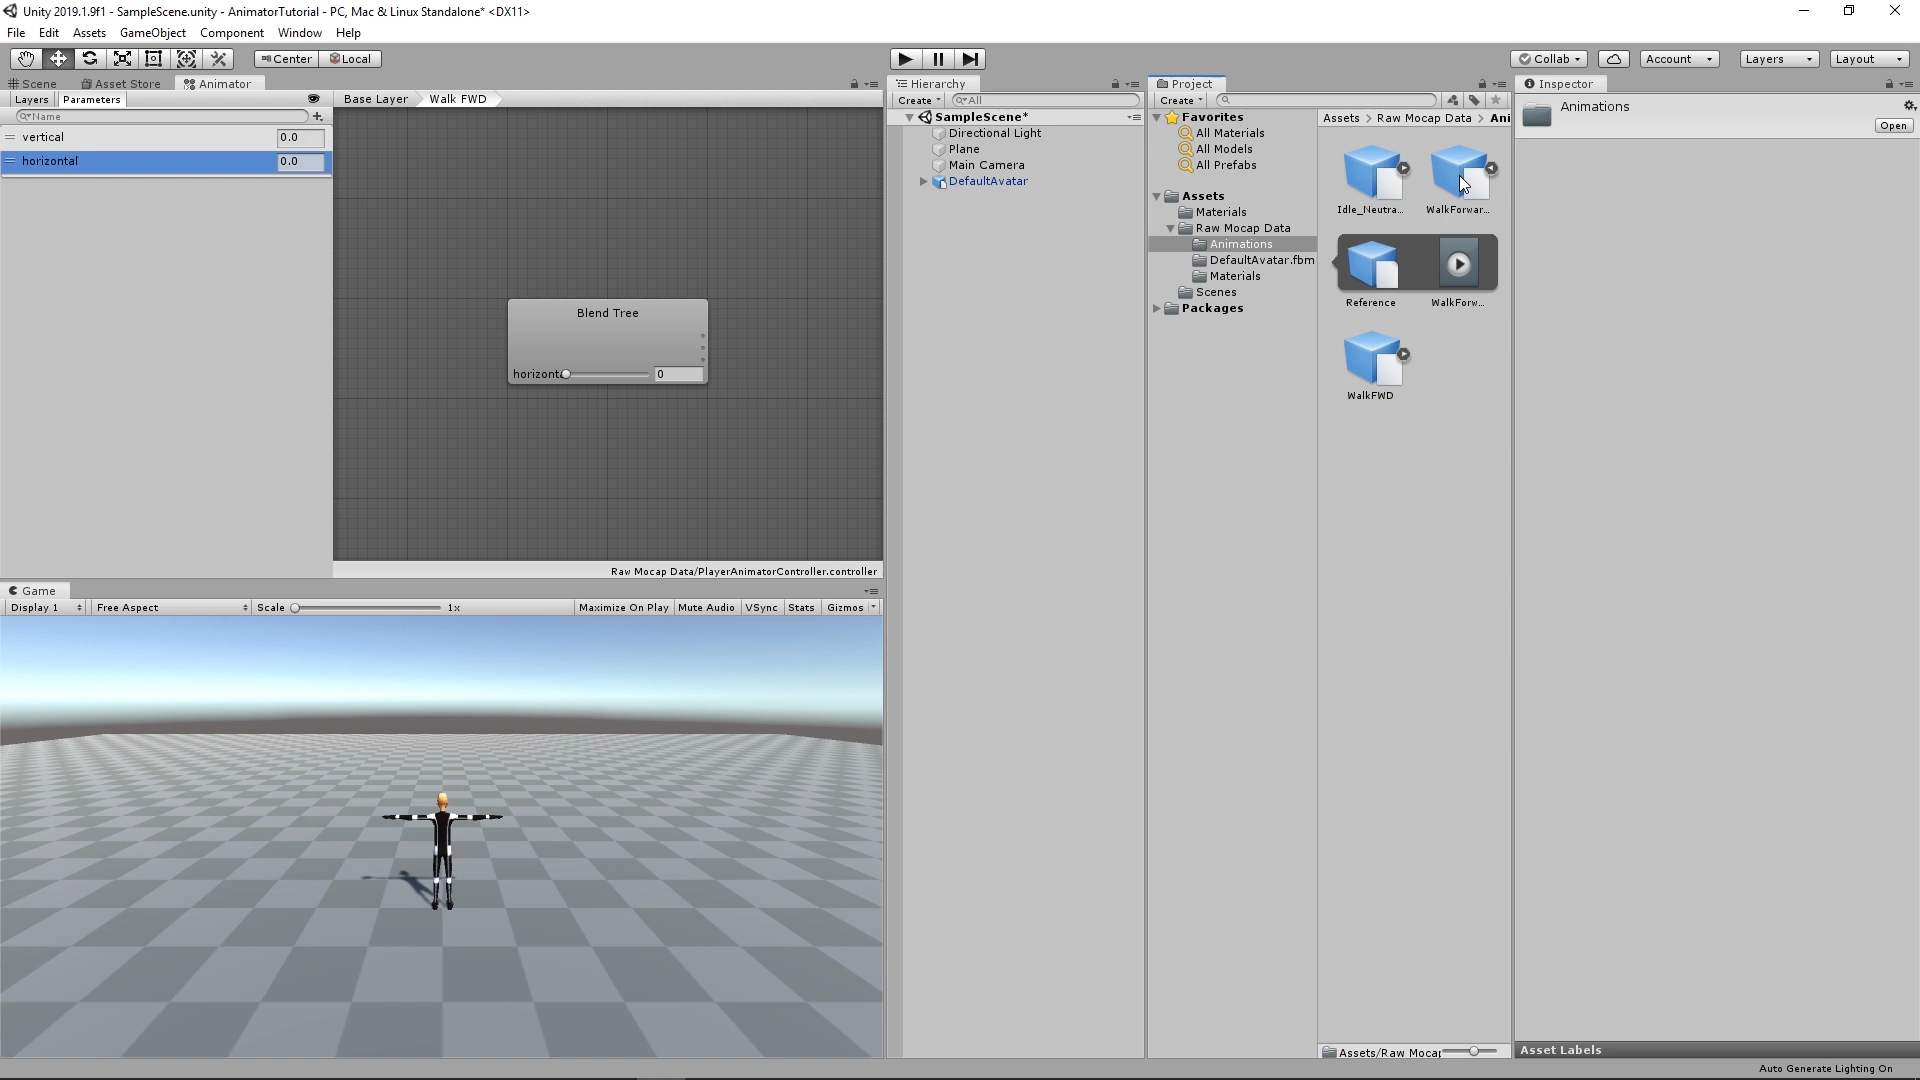 Unity 2019.1.9f1 - SampleScene.unity - AnimatorTutorial - PC, Mac & Linux Standalone* <DX11>
File Edit Assets GameObject Component Window Help
Center Local
Collab Account Layers Layout
Scene Asset Store Animator
Layers Parameters
Base Layer Walk FWD
Name
vertical 0.0
horizontal 0.0
Blend Tree
horizonta 0
Raw Mocap Data/PlayerAnimatorController.controller
Game
Display 1 Free Aspect Scale 1x Maximize On Play Mute Audio VSync Stats Gizmos
Hierarchy
Create All
SampleScene*
Directional Light
Plane
Main Camera
DefaultAvatar
Project
Create
Favorites
All Materials
All Models
All Prefabs
Assets
Materials
Raw Mocap Data
Animations
DefaultAvatar.fbm
Materials
Scenes
Packages
Assets > Raw Mocap Data > Ani
Idle_Neutra... WalkForwar...
Reference WalkForw...
WalkFWD
Assets/Raw Mocap
Inspector
Animations
Open
Asset Labels
Auto Generate Lighting On